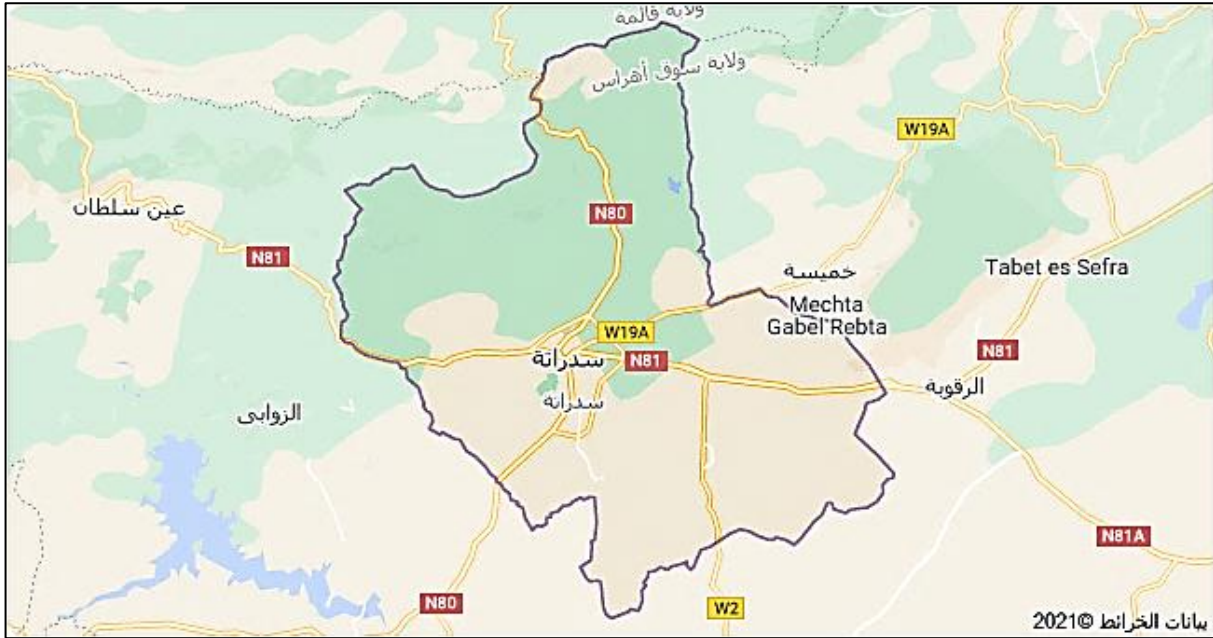 ولاية قالمة
ولاية سوق أهراس
W19A
عين سلطان
N80
N81
خميسة
Tabet es Sefra
Mechta
Gabel Rebta
W19A
سدراتة
N81
N81
الرقوبة
سدراتة
الزوابي
N81A
N80
W2
بيانات الخرائط ©2021